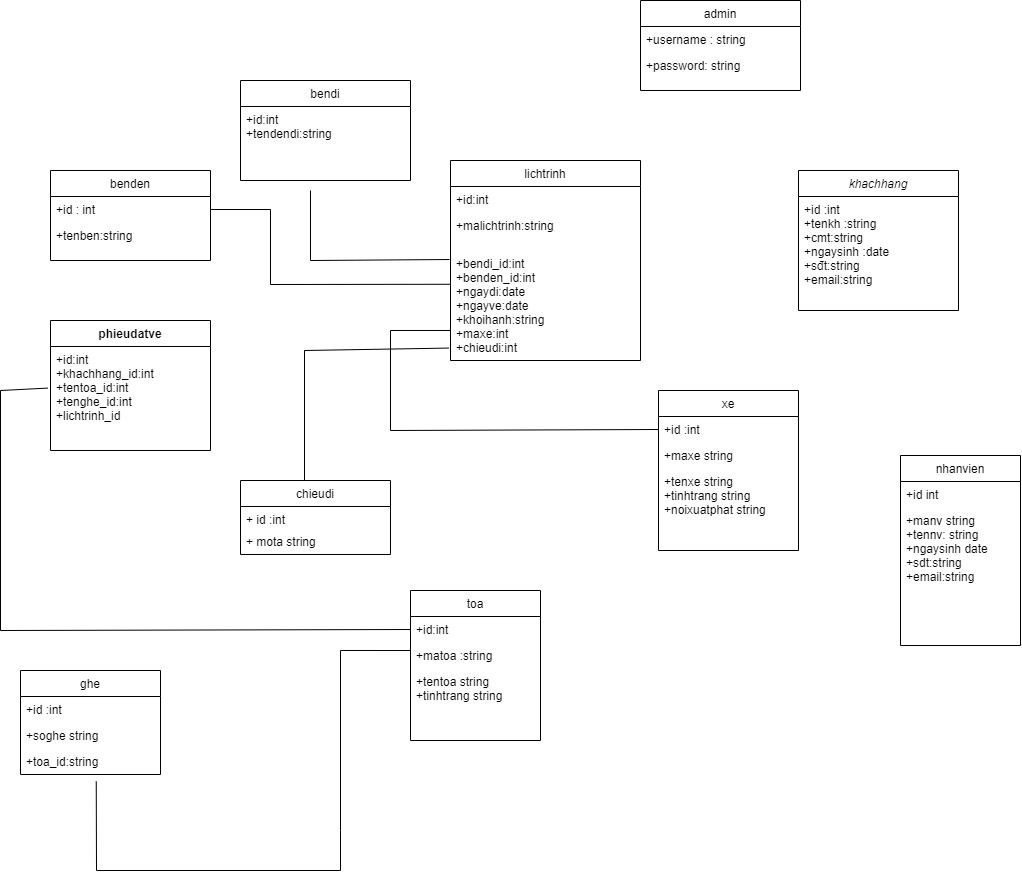 admin
+username : string
+password: string
bendi
+id:int
+tendendi:string
benden
+id : int
+tenben:string
lichtrinh
+id:int
+malichtrinh:string
+bendi_id:int
+benden_id:int
+ngaydi:date
+ngayve:date
+khoihanh:string
+maxe:int
+chieudi:int
khachhang
+id :int
+tenkh :string
+cmt:string
+ngaysinh :date
+sđt:string
+email:string
phieudatve
+id:int
+khachhang_id:int
+tentoa_id:int
+tenghe_id:int
+lichtrinh_id
xe
+id :int
+maxe string
+tenxe string
+tinhtrang string
+noixuatphat string
nhanvien
+id int
+manv string
+tennv: string
+ngaysinh date
+sdt:string
+email:string
chieudi
+ id :int
+ mota string
toa
+id:int
+matoa :string
+tentoa string
+tinhtrang string
ghe
+id :int
+soghe string
+toa_id:string